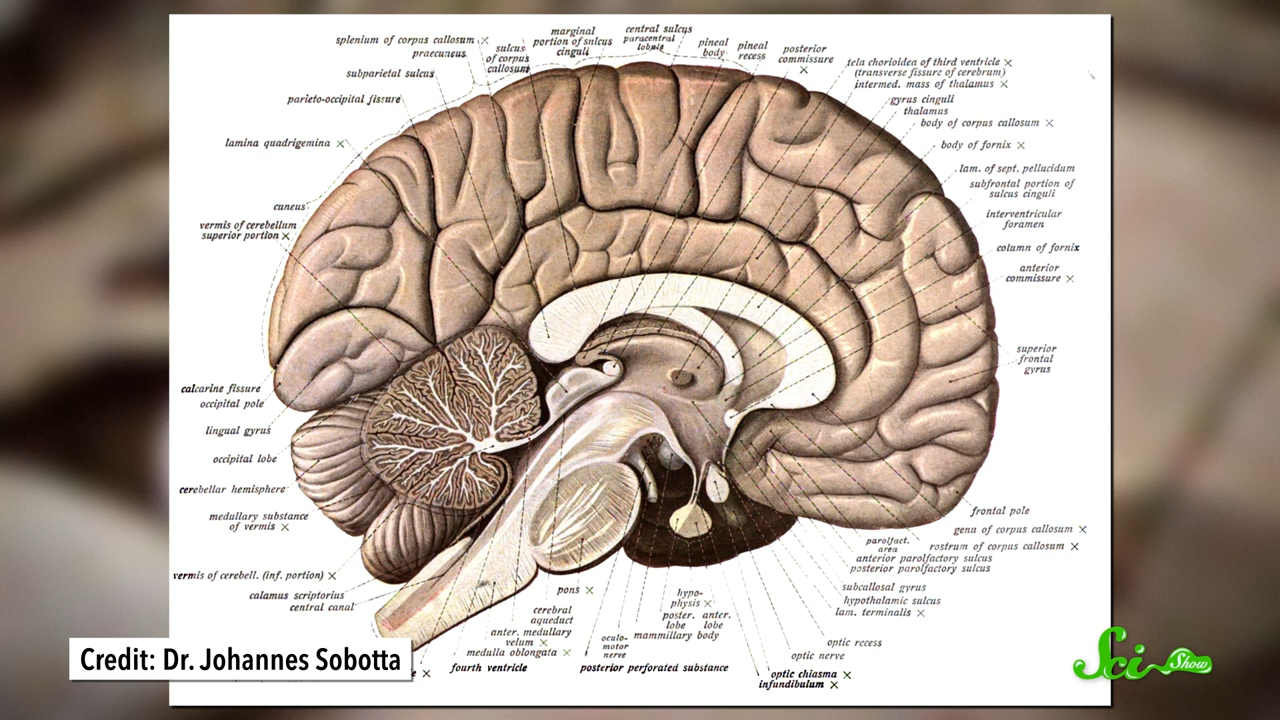 splenium of corpus callosum ×
praecuneus
subparietal sulcus
parieto-occipital fissure
lamina quadrigemina ×
cuneus
vermis of cerebellum
superior portion ×
calcarine fissure
occipital pole
lingual gyrus
occipital lobe
cerebellar hemisphere
medullary substance
of vermis ×
vermis of cerebell. (inf. portion) ×
calamus scriptorius
central canal
sulcus
of corpus
callosum
marginal
portion of sulcus
cinguli
central sulcus
paracentral
lobule
pineal
body
pineal
recess
posterior
commissure
×
tela chorioidea of third ventricle ×
(transverse fissure of cerebrum)
intermed. mass of thalamus ×
gyrus cinguli
thalamus
body of corpus callosum ×
body of fornix ×
lam. of sept. pellucidum
subfrontal portion of
sulcus cinguli
interventricular
foramen
column of fornix
anterior
commissure ×
superior
frontal
gyrus
frontal pole
genu of corpus callosum ×
rostrum of corpus callosum ×
parolfact.
area
anterior parolfactory sulcus
posterior parolfactory sulcus
subcallosal gyrus
hypothalamic sulcus
lam. terminalis ×
optic recess
optic nerve
optic chiasma ×
infundibulum ×
hypo-
physis ×
poster. anter.
lobe lobe
mammillary body
oculo-
motor
nerve
posterior perforated substance
pons ×
cerebral
aqueduct
anter. medullary
velum ×
medulla oblongata ×
fourth ventricle
e ×
Credit: Dr. Johannes Sobotta
Sci Show